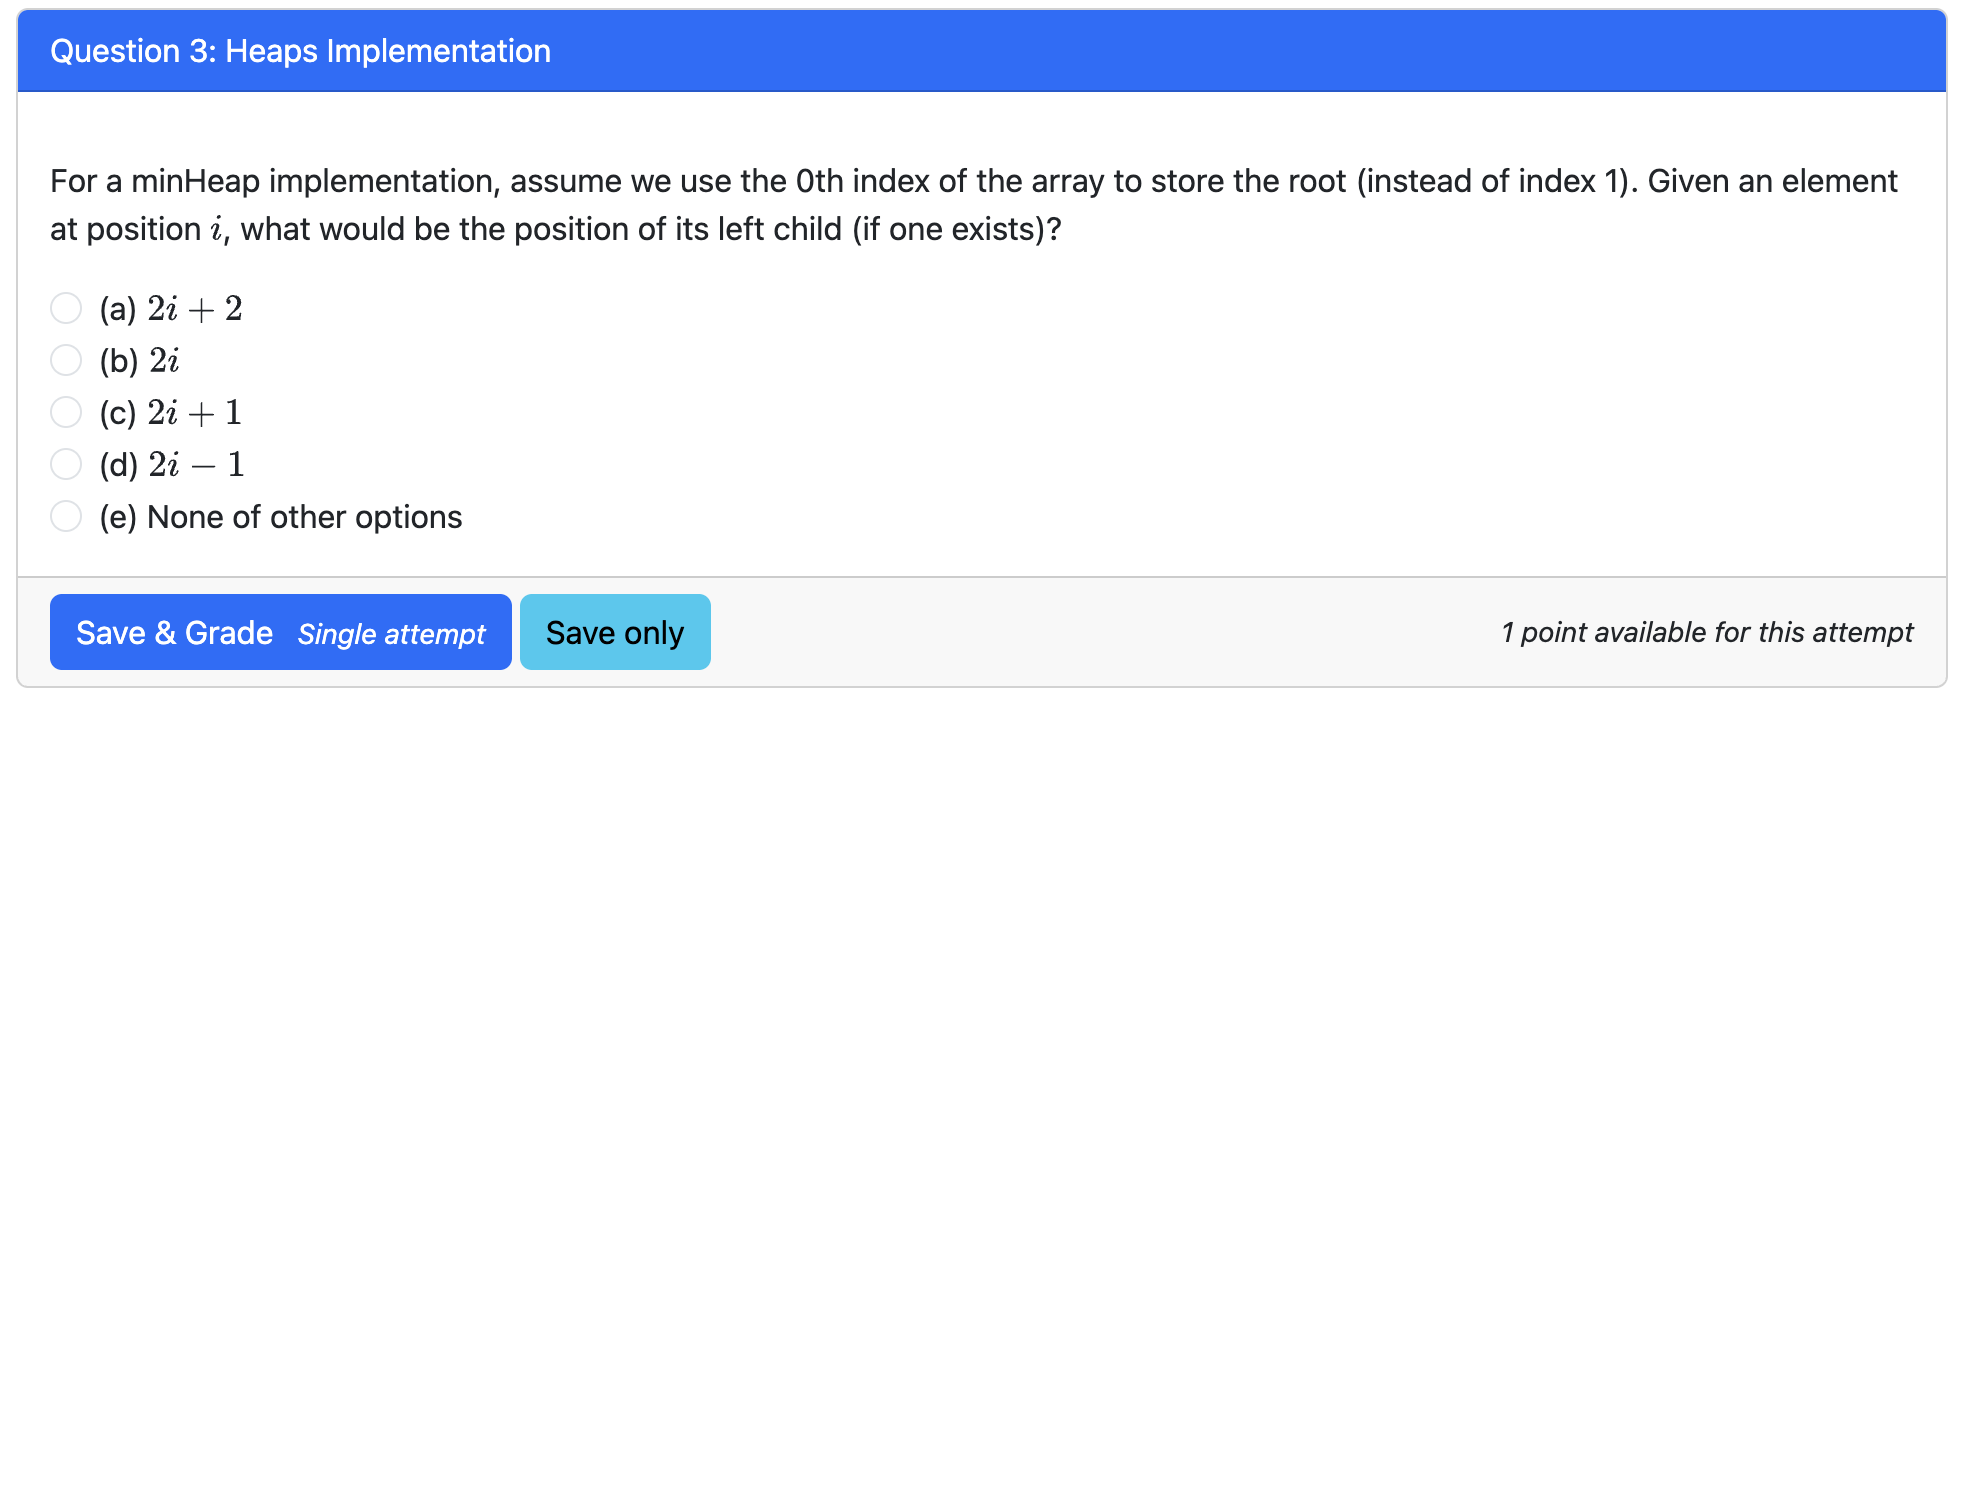 Question 3: Heaps Implementation
For a minHeap implementation, assume we use the 0th index of the array to store the root (instead of index 1). Given an element
at position i, what would be the position of its left child (if one exists)?
(a) 2i + 2
(b) 2i
(c) 2i + 1
(d) 2i − 1
(e) None of other options
Save & Grade Single attempt Save only 1 point available for this attempt